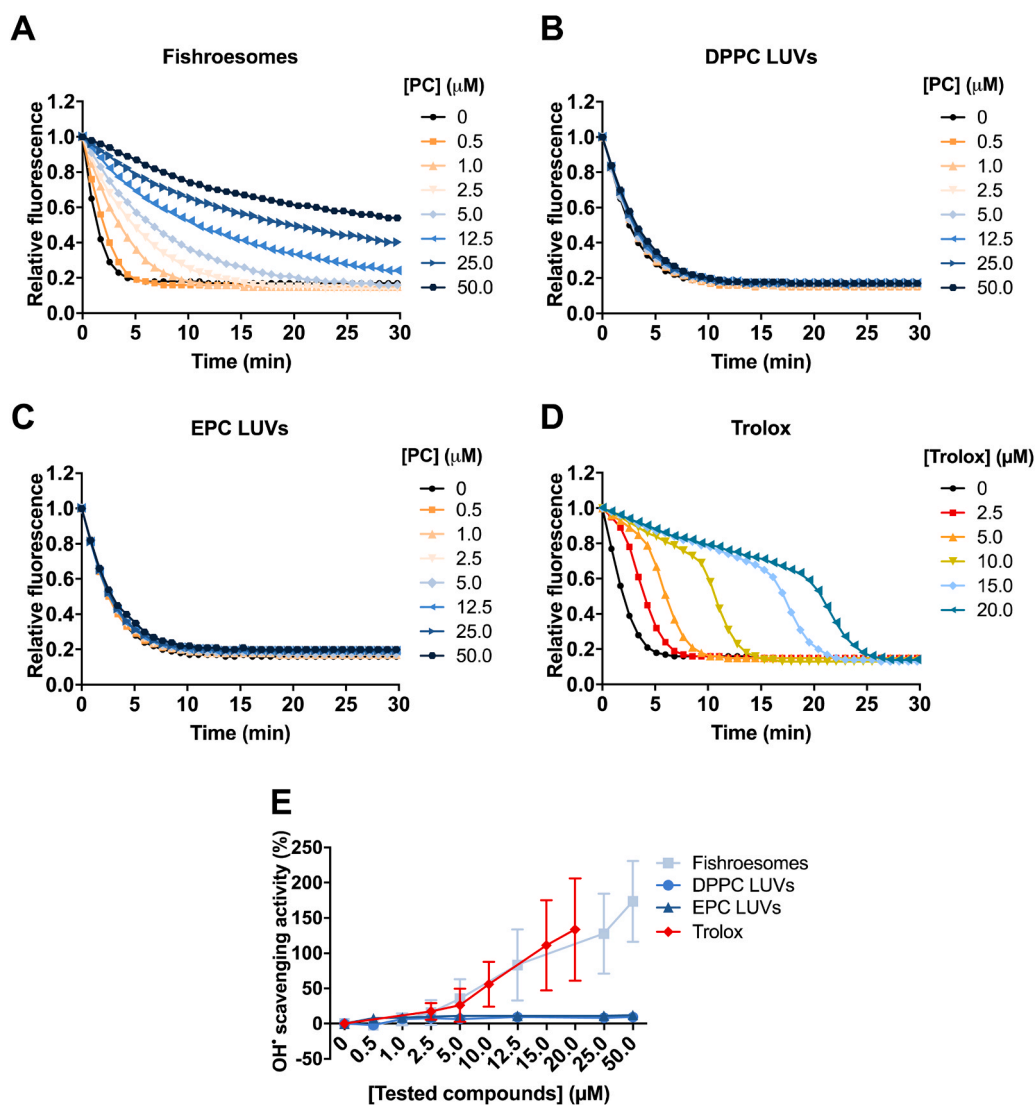 A
Fishroesomes
[PC] (μM)
0
0.5
1.0
2.5
5.0
12.5
25.0
50.0
1.2
1.0
0.8
0.6
0.4
0.2
0.0
Relative fluorescence
0 5 10 15 20 25 30
Time (min)
B
DPPC LUVs
[PC] (μM)
0
0.5
1.0
2.5
5.0
12.5
25.0
50.0
1.2
1.0
0.8
0.6
0.4
0.2
0.0
Relative fluorescence
0 5 10 15 20 25 30
Time (min)
C
EPC LUVs
[PC] (μM)
0
0.5
1.0
2.5
5.0
12.5
25.0
50.0
1.2
1.0
0.8
0.6
0.4
0.2
0.0
Relative fluorescence
0 5 10 15 20 25 30
Time (min)
D
Trolox
[Trolox] (μM)
0
2.5
5.0
10.0
15.0
20.0
1.2
1.0
0.8
0.6
0.4
0.2
0.0
Relative fluorescence
0 5 10 15 20 25 30
Time (min)
E
250
200
150
100
50
0
-50
OH• scavenging activity (%)
Fishroesomes
DPPC LUVs
EPC LUVs
Trolox
0 0.5 1.0 2.5 5.0 10.0 12.5 15.0 20.0 25.0 50.0
[Tested compounds] (μM)